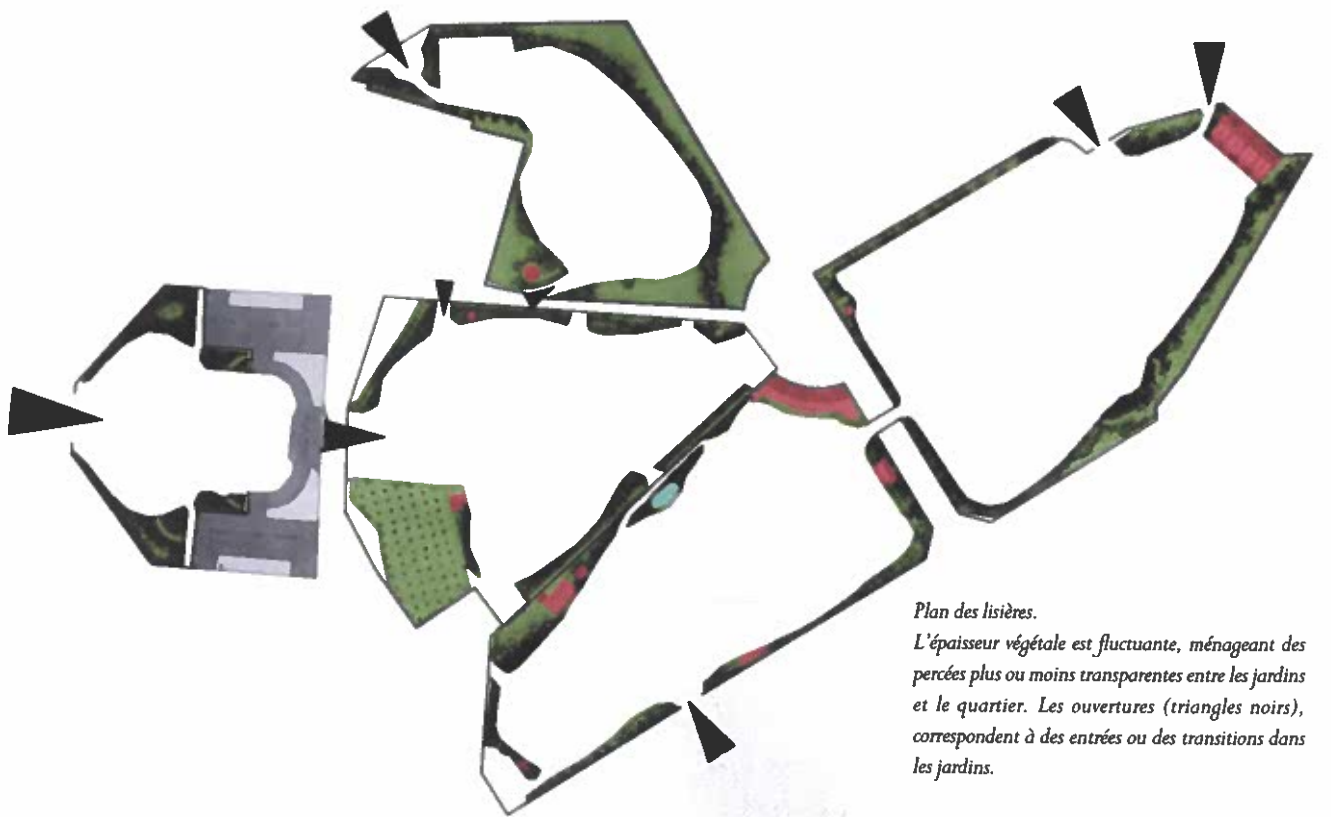 Plan des lisières.
L'épaisseur végétale est fluctuante, ménageant des
percées plus ou moins transparentes entre les jardins
et le quartier. Les ouvertures (triangles noirs),
correspondent à des entrées ou des transitions dans
les jardins.